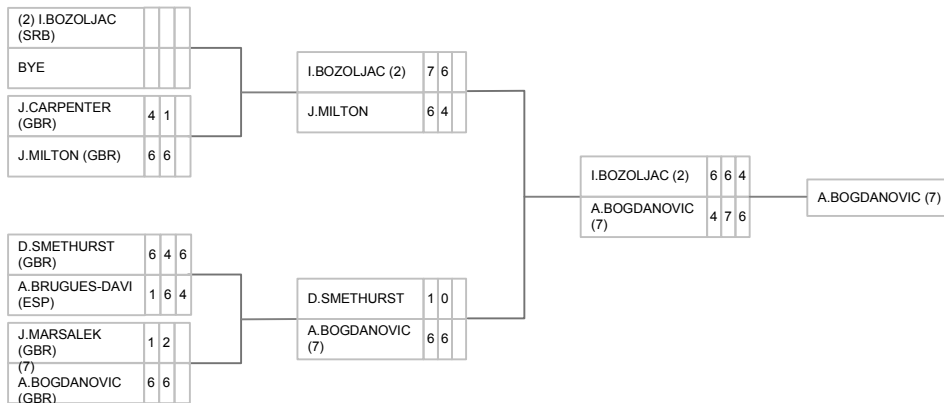 (2) I.BOZOLJAC
(SRB)
BYE
J.CARPENTER
(GBR) 4 1
J.MILTON (GBR) 6 6
D.SMETHURST
(GBR) 6 4 6
A.BRUGUES-DAVI
(ESP) 1 6 4
J.MARSALEK
(GBR) 1 2
(7)
A.BOGDANOVIC
(GBR) 6 6
I.BOZOLJAC (2) 7 6
J.MILTON 6 4
D.SMETHURST 1 0
A.BOGDANOVIC
(7) 6 6
I.BOZOLJAC (2) 6 6 4
A.BOGDANOVIC
(7) 4 7 6
A.BOGDANOVIC (7)